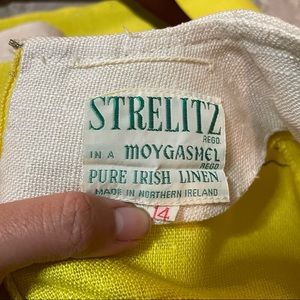 STRELITZ
REGD.
IN A MOYGASHEL
REGD
PURE IRISH LINEN
MADE IN NORTHERN IRELAND
14